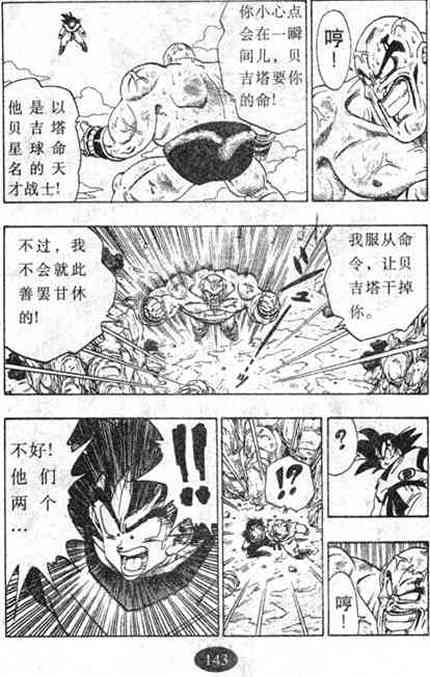 哼！
你小心点
会在一瞬
间儿，贝
吉塔要你
的命！
他是以
贝吉塔
星球命
名的天
才战士！
我服从命
令，让贝
吉塔干掉
你。
不过，我
不会就此
善罢甘休
的！
?
哼！
!?
!!
不好！
他们
两个
…
143